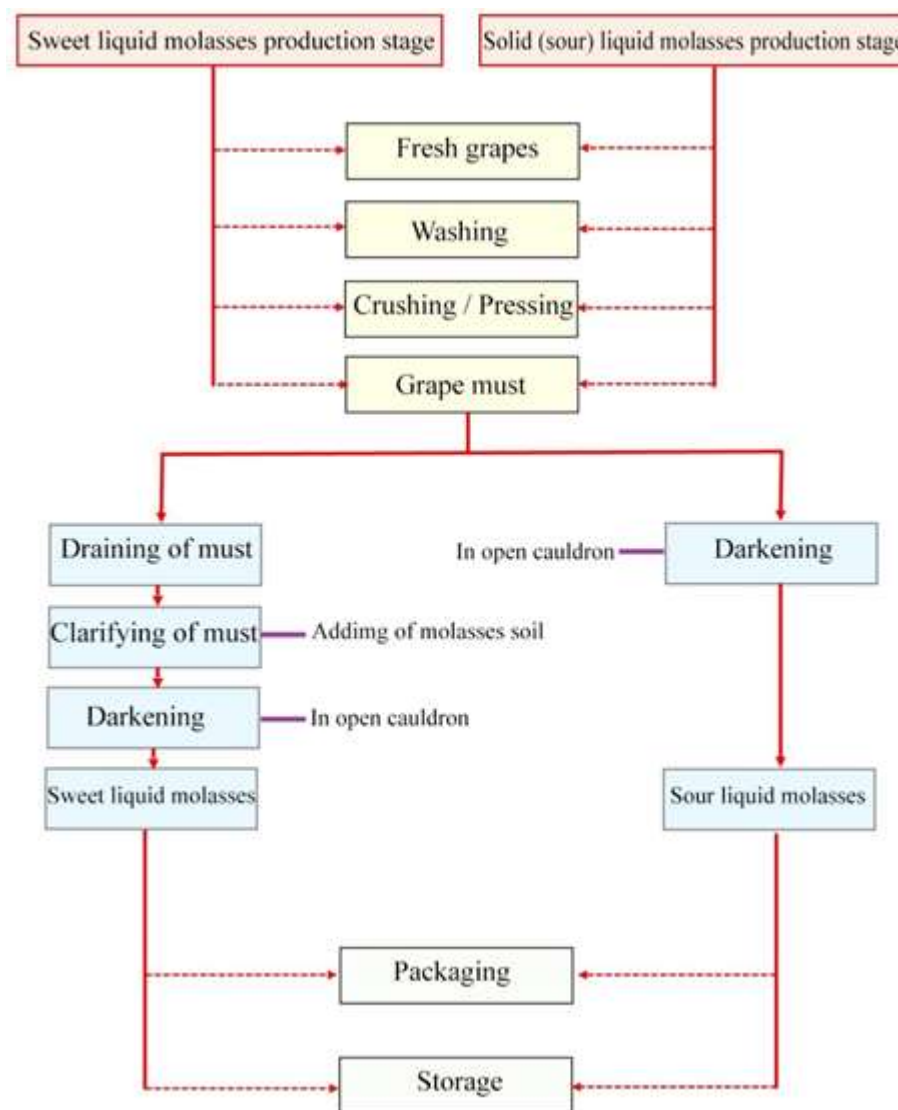 Sweet liquid molasses production stage
Solid (sour) liquid molasses production stage
Fresh grapes
Washing
Crushing / Pressing
Grape must
Draining of must
In open cauldron
Darkening
Clarifying of must
Addimg of molasses soil
Darkening
In open cauldron
Sweet liquid molasses
Sour liquid molasses
Packaging
Storage